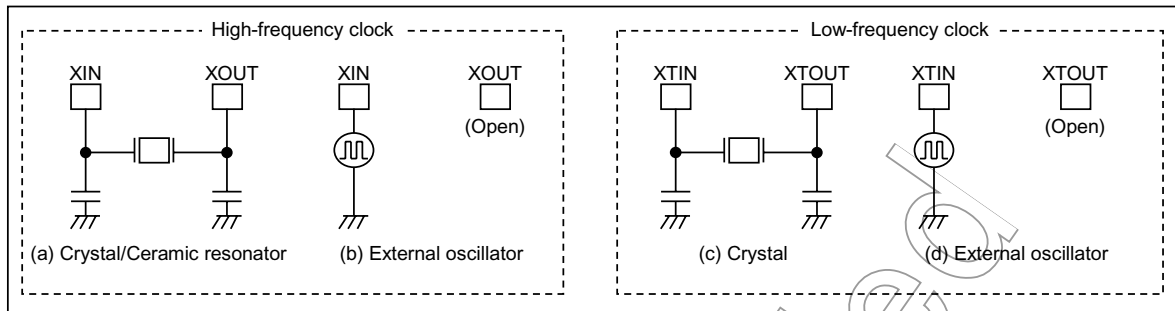 High-frequency clock
XIN XOUT XIN XOUT
(Open)
(a) Crystal/Ceramic resonator (b) External oscillator
Low-frequency clock
XTIN XTOUT XTIN XTOUT
(Open)
(c) Crystal (d) External oscillator